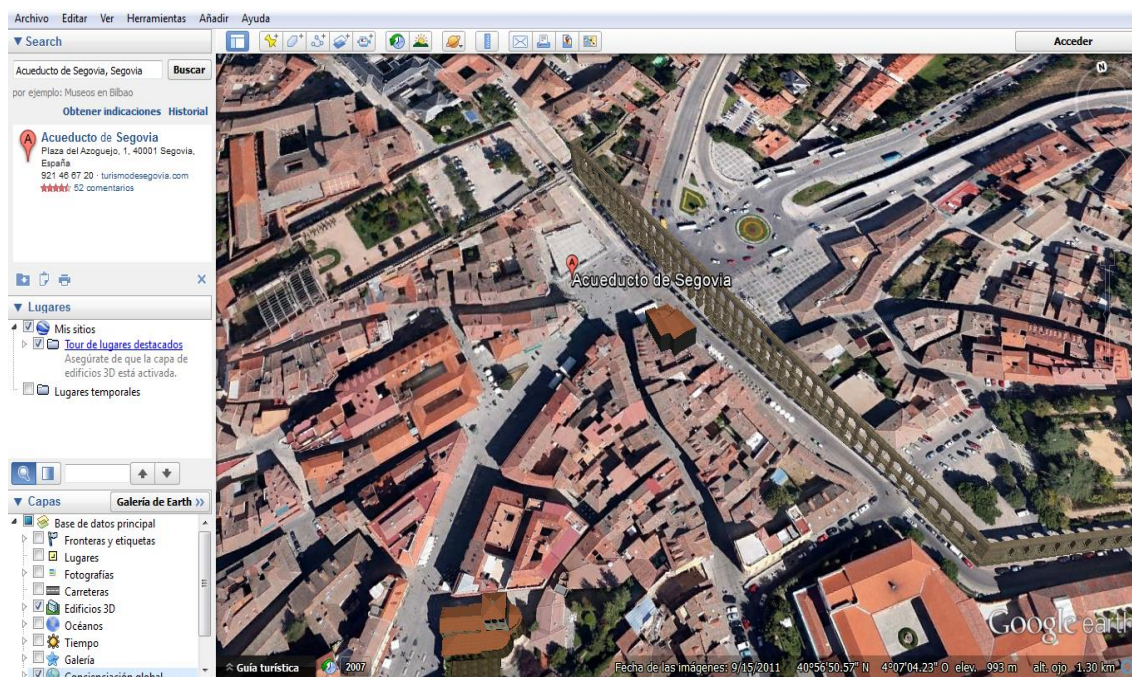 Archivo Editar Ver Herramientas Añadir Ayuda
Search
Acueducto de Segovia, Segovia Buscar
por ejemplo: Museos en Bilbao
Obtener indicaciones Historial
A Acueducto de Segovia
Plaza del Azoguejo, 1, 40001 Segovia,
España
921 46 67 20 · turismodesegovia.com
52 comentarios
Lugares
Mis sitios
Tour de lugares destacados
Asegúrate de que la capa de
edificios 3D está activada.
Lugares temporales
Capas Galería de Earth >>
Base de datos principal
Fronteras y etiquetas
Lugares
Fotografías
Carreteras
Edificios 3D
Océanos
Tiempo
Galería
Concienciación global
Acceder
N
A
Acueducto de Segovia
Google earth
Guía turística 2007 Fecha de las imágenes: 9/15/2011 40°56'50.57" N 4°07'04.23" O elev. 993 m alt. ojo 1.30 km